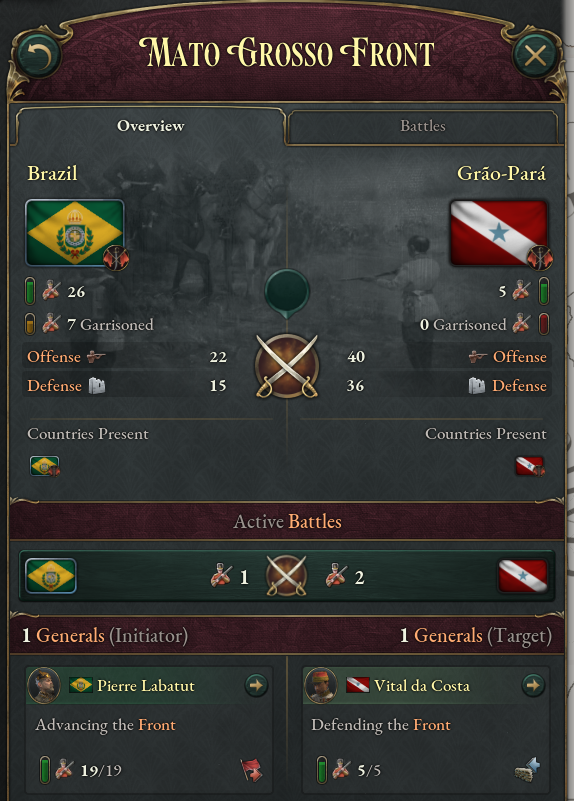 Mato Grosso Front
Overview
Battles
Brazil
Grão-Pará
26
5
7 Garrisoned
0 Garrisoned
Offense 22
40 Offense
Defense 15
36 Defense
Countries Present
Countries Present
Active Battles
1
2
1 Generals (Initiator)
1 Generals (Target)
Pierre Labatut
Vital da Costa
Advancing the Front
Defending the Front
19/19
5/5